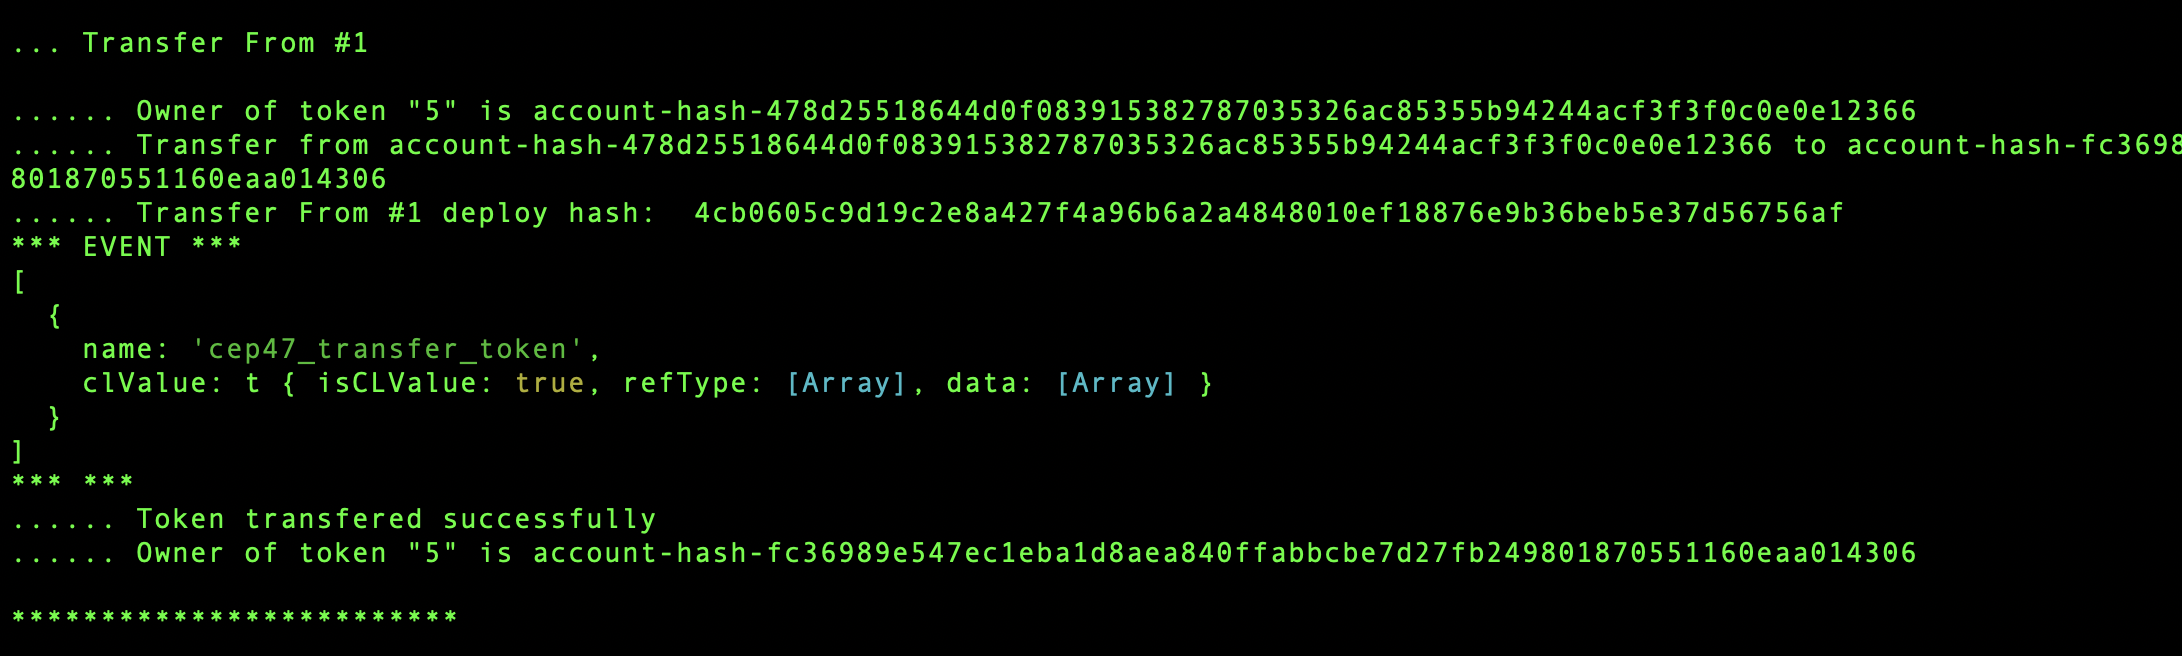 ... Transfer From #1
...... Owner of token "5" is account-hash-478d25518644d0f083915382787035326ac85355b94244acf3f3f0c0e0e12366
...... Transfer from account-hash-478d25518644d0f083915382787035326ac85355b94244acf3f3f0c0e0e12366 to account-hash-fc3698
801870551160eaa014306
...... Transfer From #1 deploy hash:  4cb0605c9d19c2e8a427f4a96b6a2a4848010ef18876e9b36beb5e37d56756af
*** EVENT ***
[
  {
    name: 'cep47_transfer_token',
    clValue: t { isCLValue: true, refType: [Array], data: [Array] }
  }
]
*** ***
...... Token transfered successfully
...... Owner of token "5" is account-hash-fc36989e547ec1eba1d8aea840ffabbcbe7d27fb249801870551160eaa014306
*************************